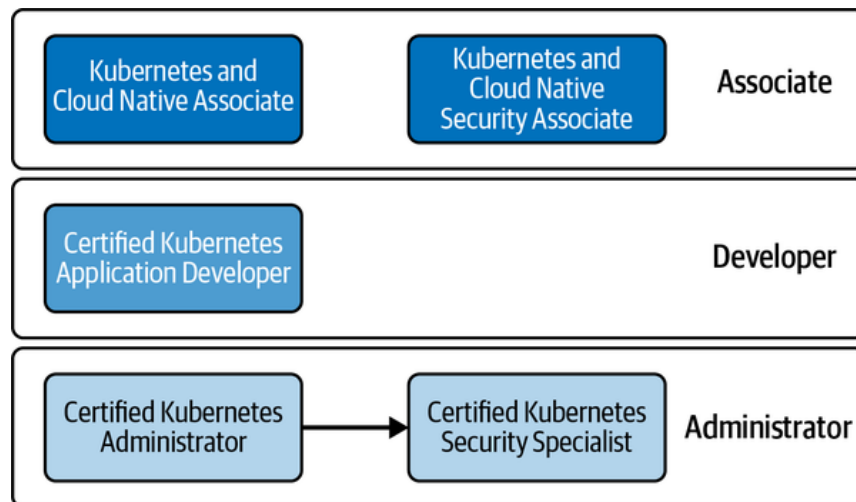 Kubernetes and
Cloud Native Associate
Kubernetes and
Cloud Native
Security Associate
Associate
Certified Kubernetes
Application Developer
Developer
Certified Kubernetes
Administrator
Certified Kubernetes
Security Specialist
Administrator